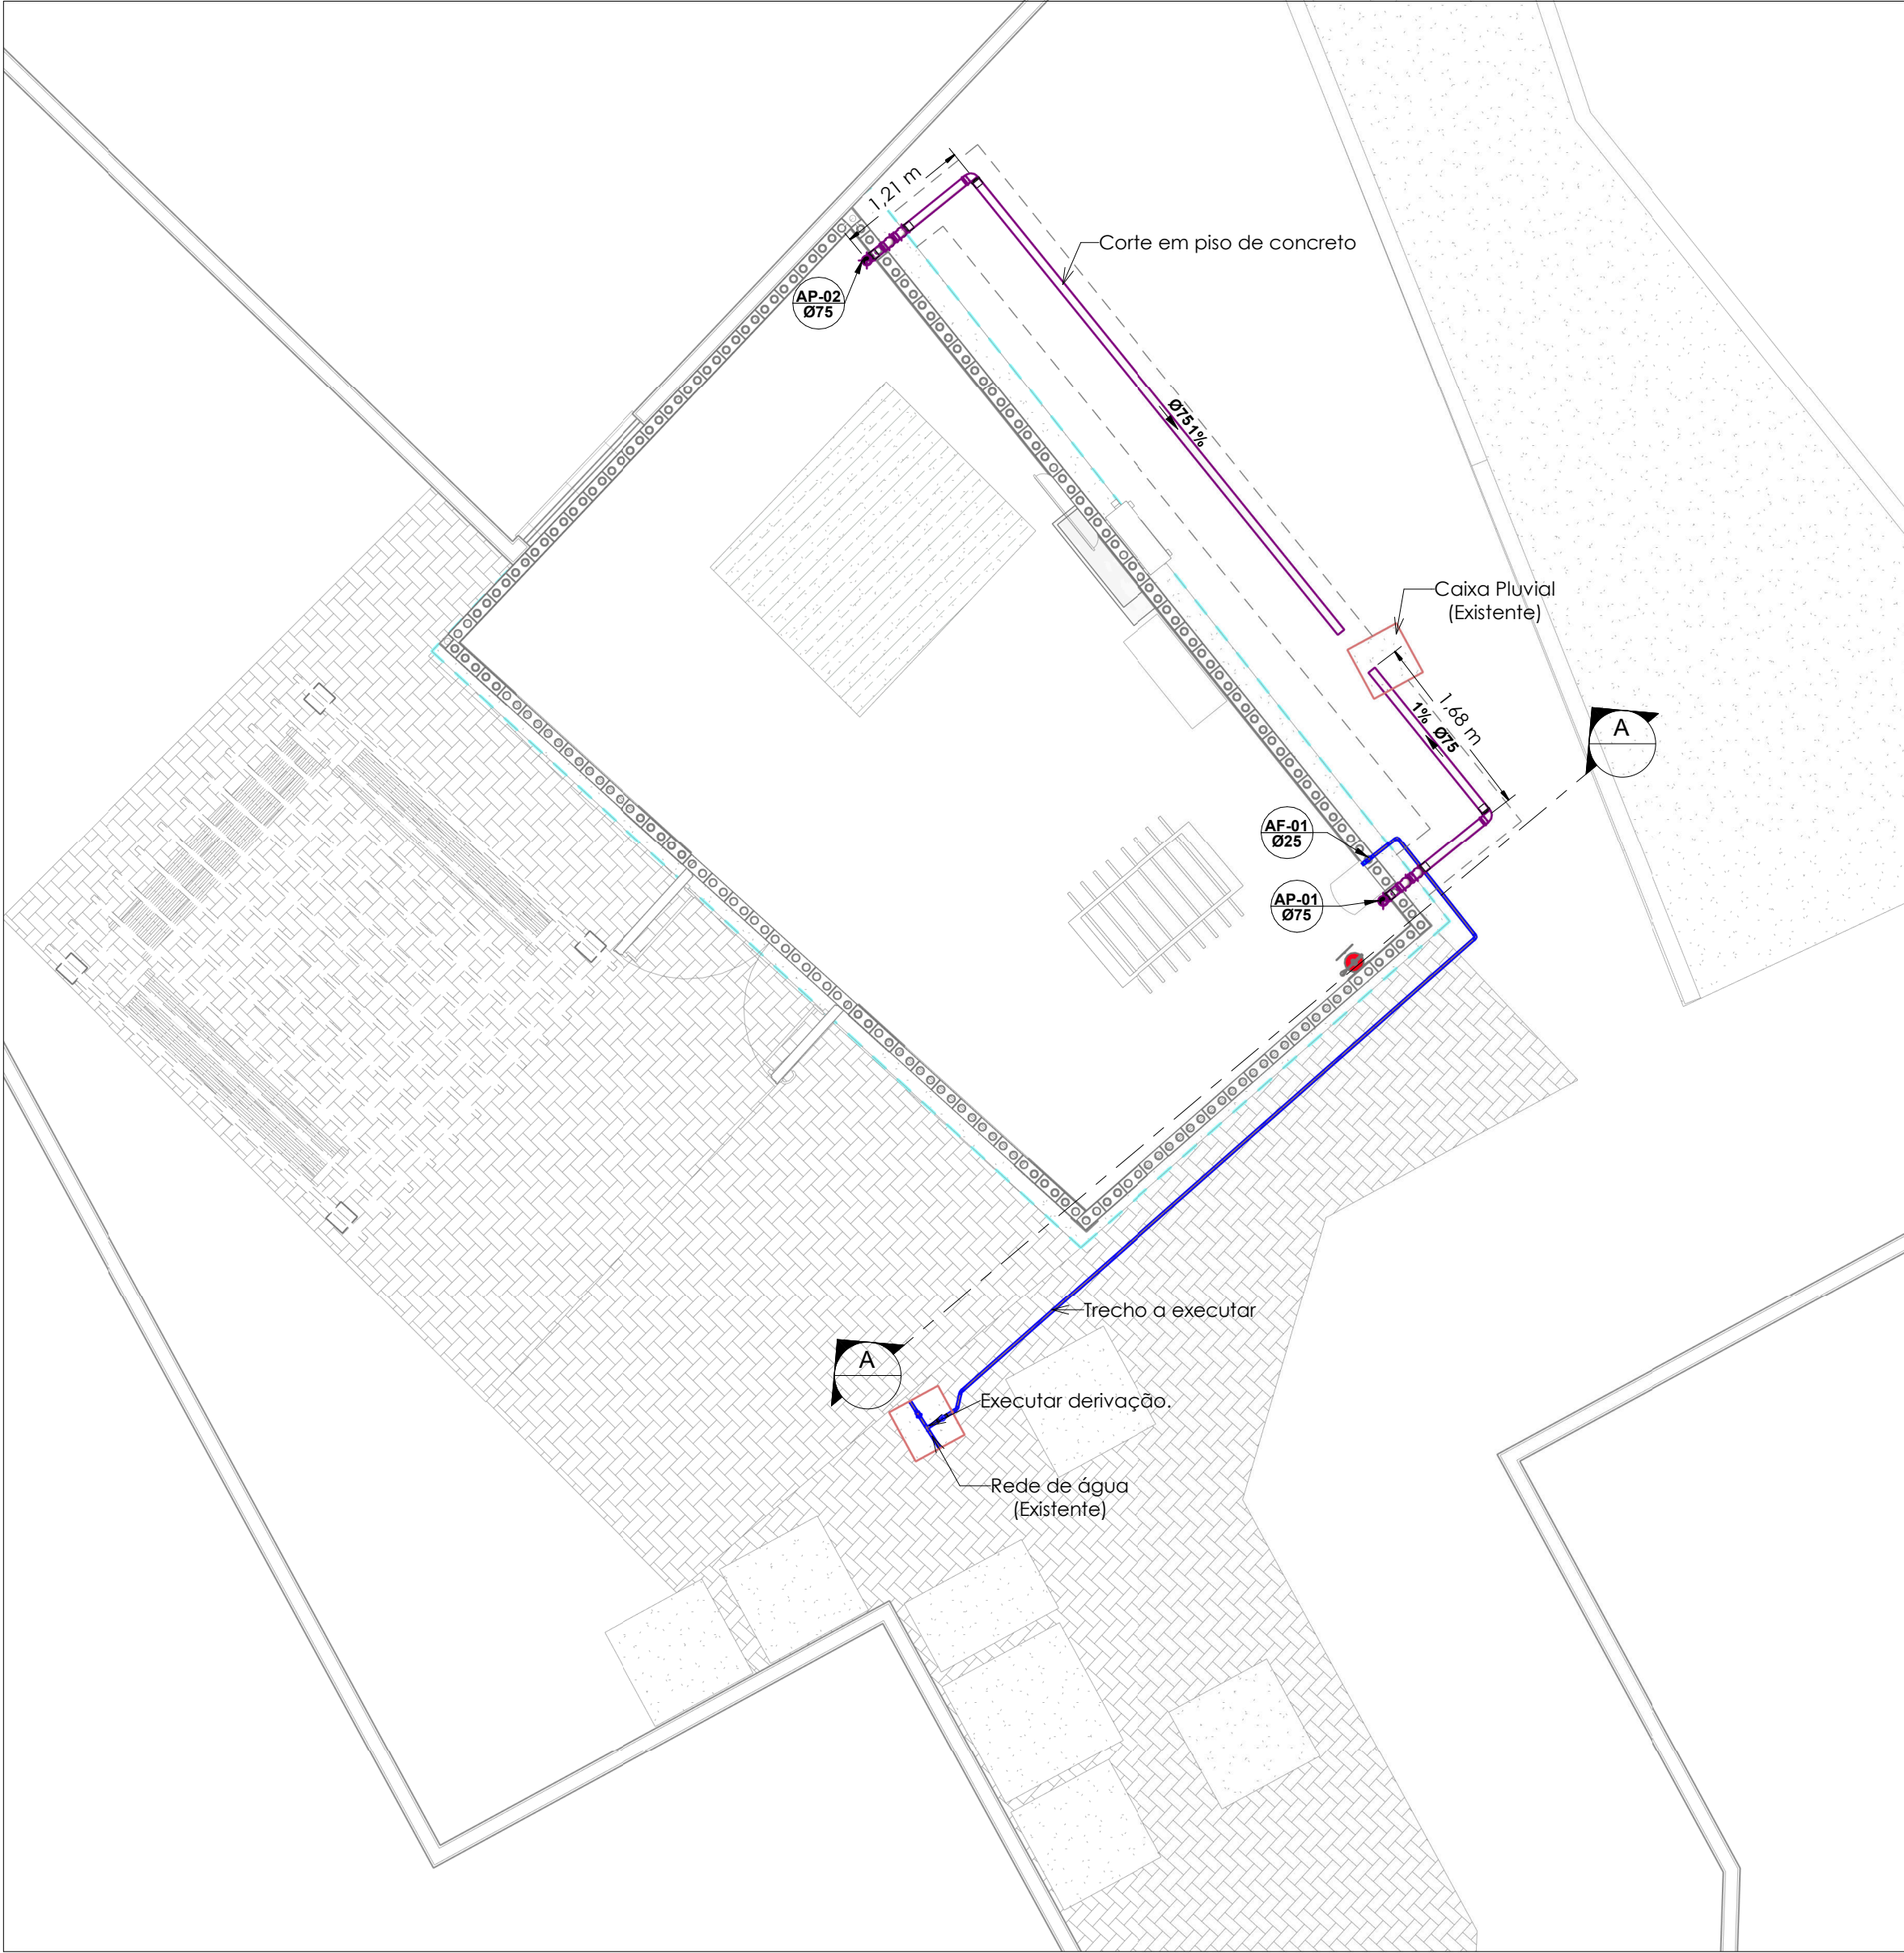 1,21 m
Corte em piso de concreto
AP-02
Ø75
Ø75 1%
Caixa Pluvial
(Existente)
1,68 m
1% Ø75
A
AF-01
Ø25
AP-01
Ø75
Trecho a executar
A
Executar derivação.
Rede de água
(Existente)